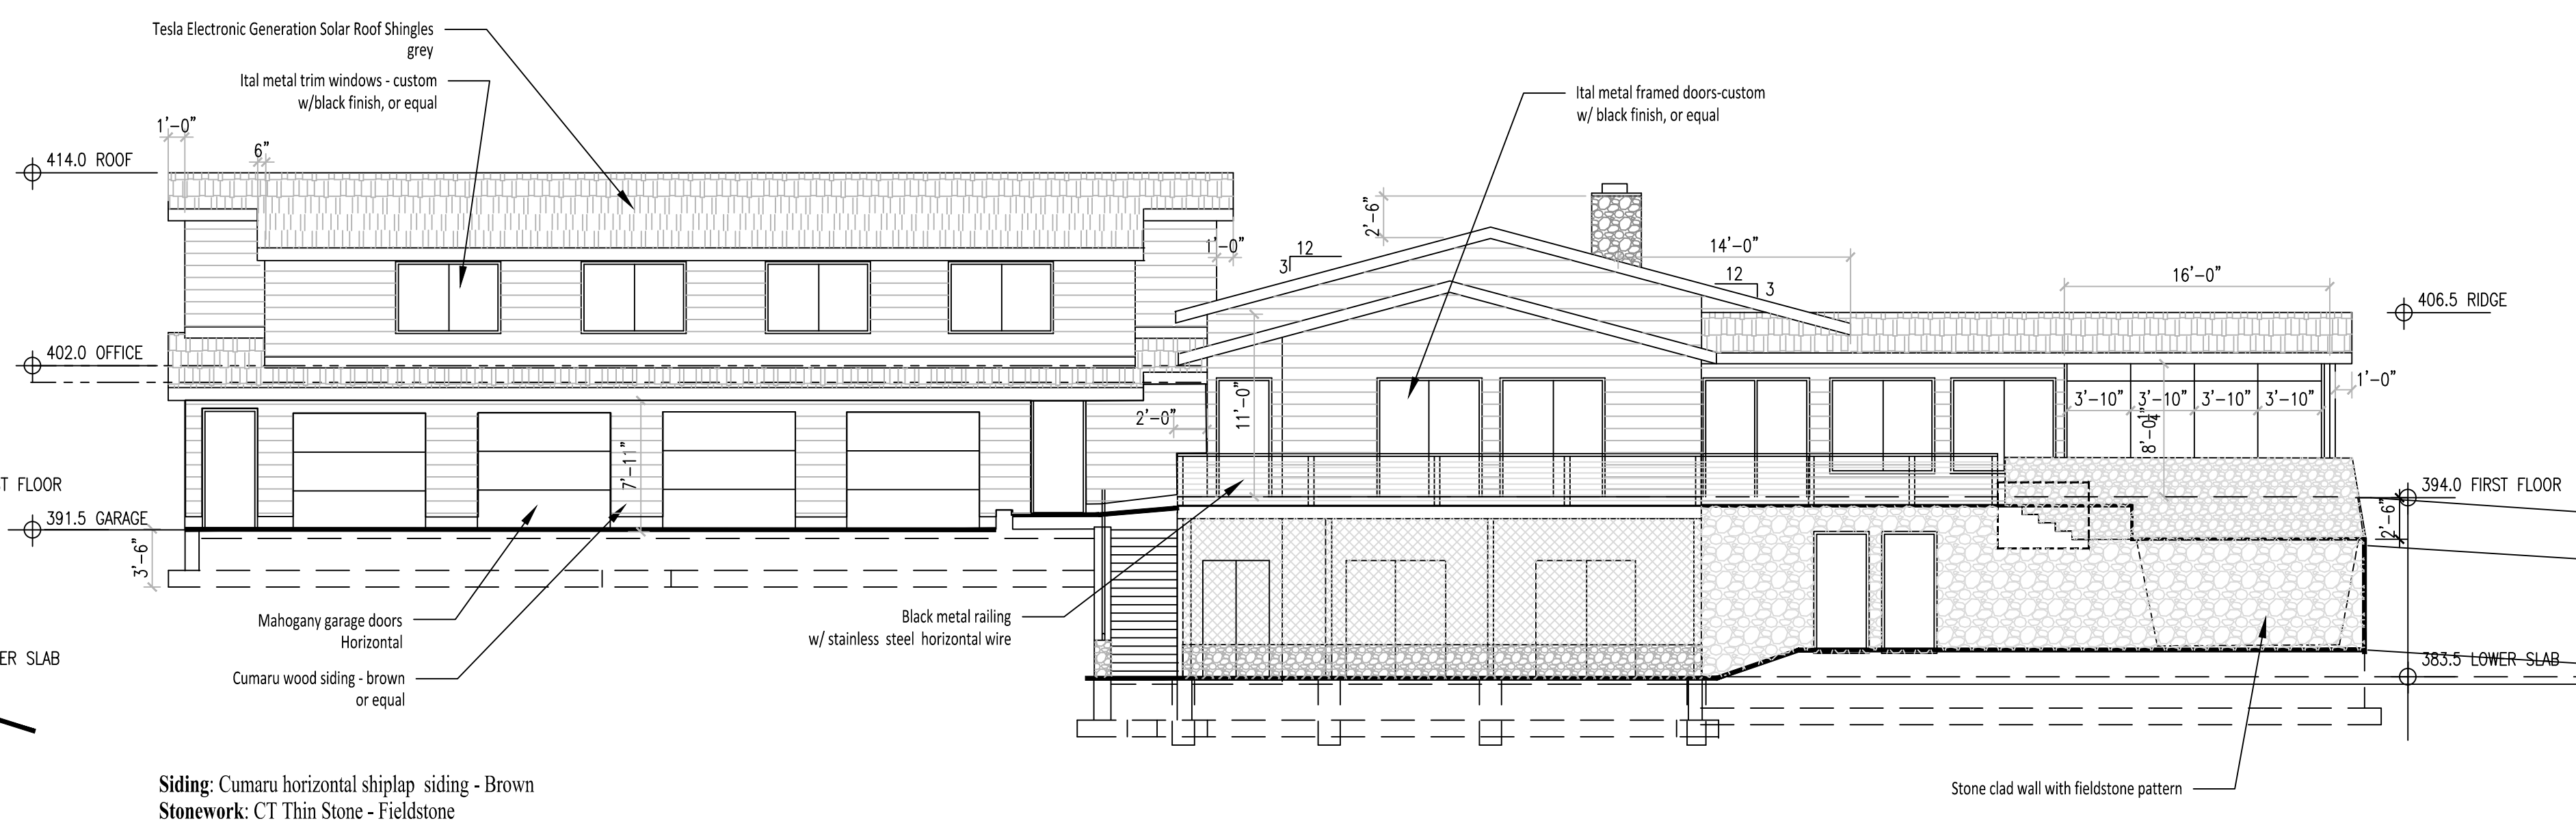 Tesla Electronic Generation Solar Roof Shingles
grey
Ital metal trim windows - custom
w/black finish, or equal
Ital metal framed doors-custom
w/ black finish, or equal
1'-0"
6"
414.0 ROOF
2'-6"
1'-0"
12
3
14'-0"
12
3
16'-0"
406.5 RIDGE
402.0 OFFICE
1'-0"
11'-0"
2'-0"
3'-10"
3'-10"
3'-10"
3'-10"
7'-11"
T FLOOR
394.0 FIRST FLOOR
391.5 GARAGE
2'-6"
3'-6"
Mahogany garage doors
Horizontal
Black metal railing
w/ stainless steel horizontal wire
ER SLAB
383.5 LOWER SLAB
Cumaru wood siding - brown
or equal
Siding: Cumaru horizontal shiplap siding - Brown
Stonework: CT Thin Stone - Fieldstone
Stone clad wall with fieldstone pattern